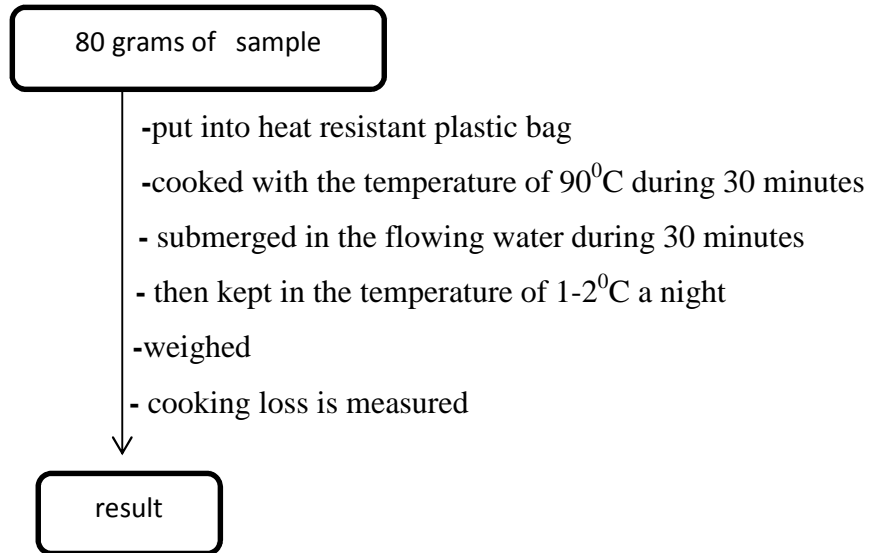 80 grams of sample
-put into heat resistant plastic bag
-cooked with the temperature of 90⁰C during 30 minutes
- submerged in the flowing water during 30 minutes
- then kept in the temperature of 1-2⁰C a night
-weighed
- cooking loss is measured
result